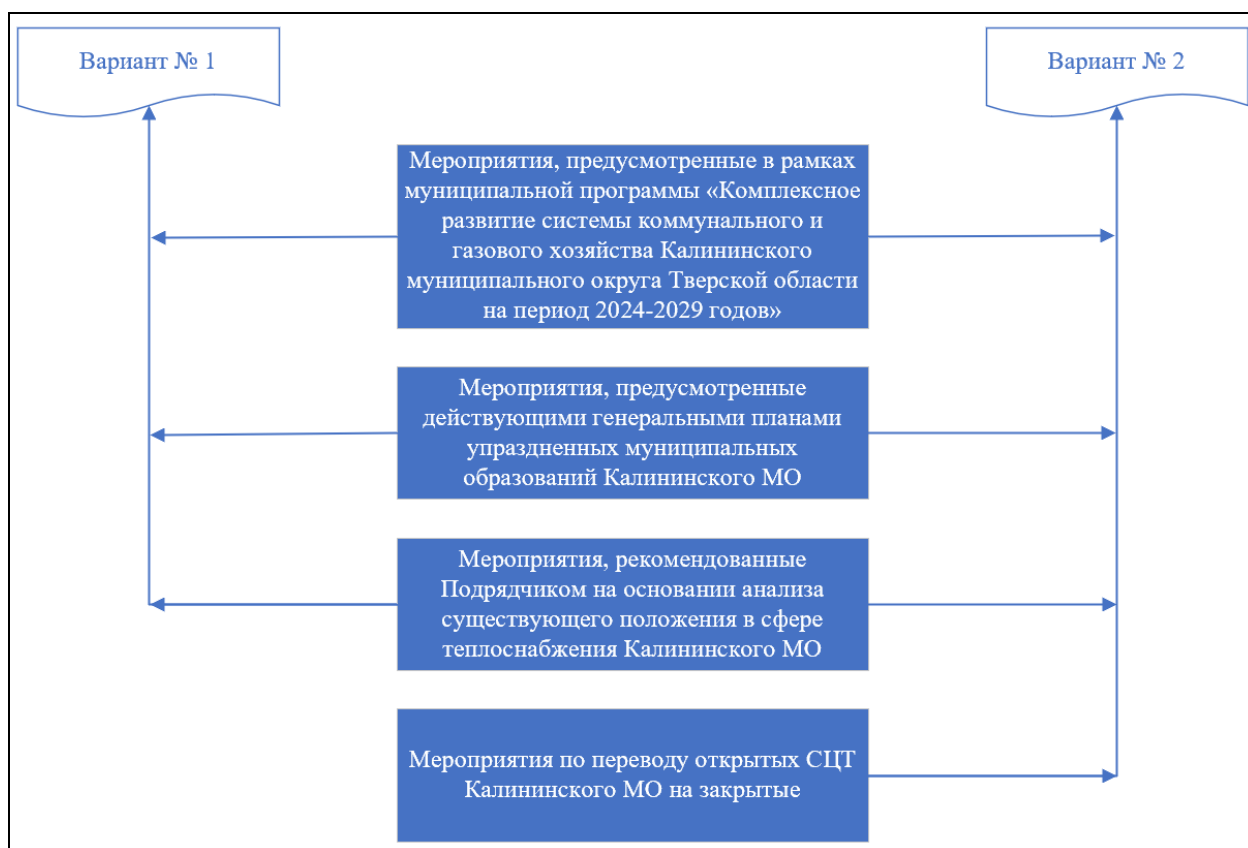 Вариант № 1
Вариант № 2
Мероприятия, предусмотренные в рамках
муниципальной программы «Комплексное
развитие системы коммунального и
газового хозяйства Калининского
муниципального округа Тверской области
на период 2024-2029 годов»
Мероприятия, предусмотренные
действующими генеральными планами
упраздненных муниципальных
образований Калининского МО
Мероприятия, рекомендованные
Подрядчиком на основании анализа
существующего положения в сфере
теплоснабжения Калининского МО
Мероприятия по переводу открытых СЦТ
Калининского МО на закрытые